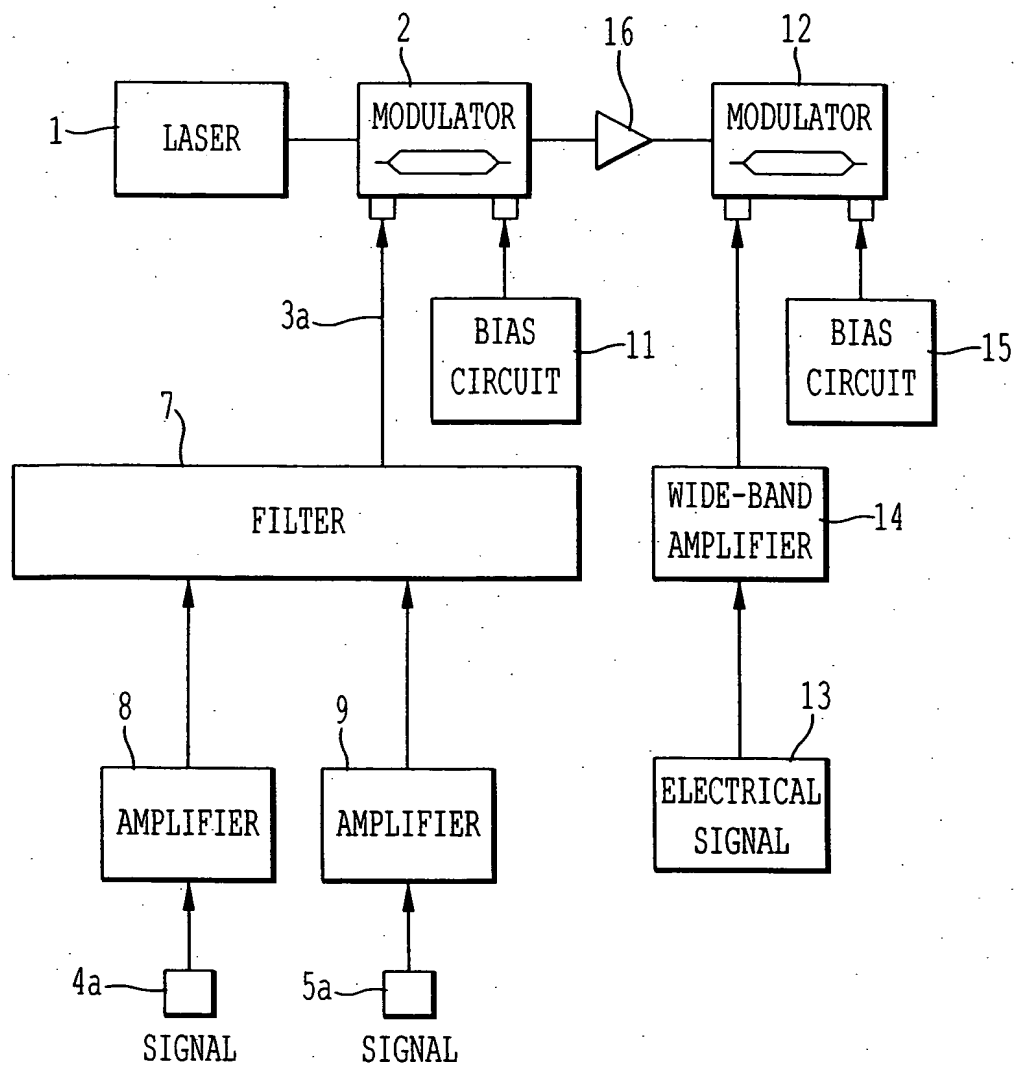 2
16
12
1
LASER
MODULATOR
MODULATOR
3a
BIAS
CIRCUIT
11
BIAS
CIRCUIT
15
7
FILTER
WIDE-BAND
AMPLIFIER
14
8
9
13
AMPLIFIER
AMPLIFIER
ELECTRICAL
SIGNAL
4a
5a
SIGNAL
SIGNAL